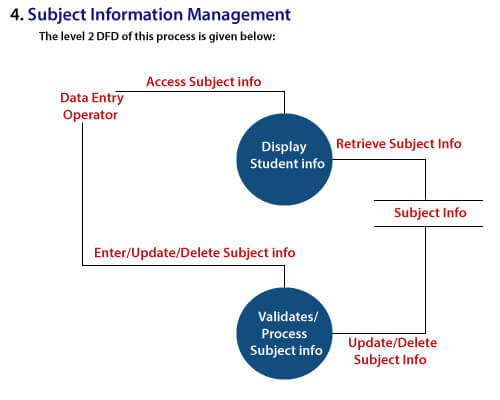 4. Subject Information Management
The level 2 DFD of this process is given below:
Access Subject info
Data Entry
Operator
Display
Student info
Retrieve Subject Info
Subject Info
Enter/Update/Delete Subject info
Validates/
Process
Subject info
Update/Delete
Subject Info